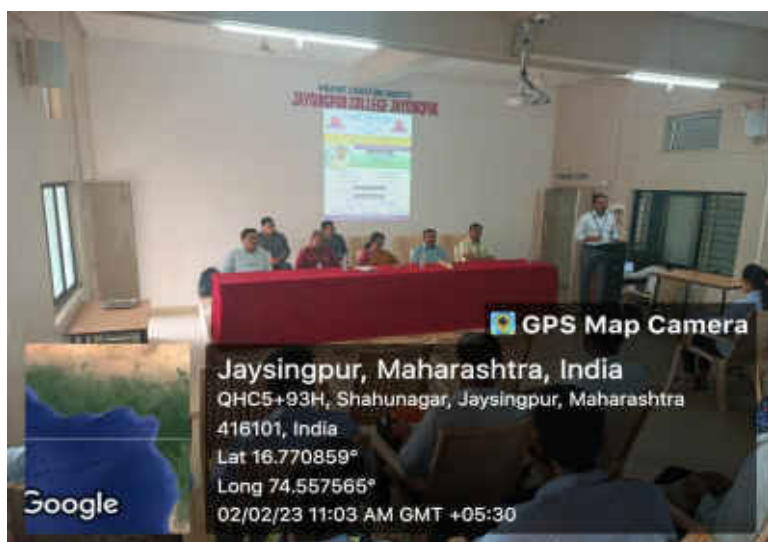 JAYSINGPUR COLLEGE JAYSINGPUR
GPS Map Camera
Jaysingpur, Maharashtra, India
QHC5+93H, Shahunagar, Jaysingpur, Maharashtra
416101, India
Lat 16.770859°
Long 74.557565°
02/02/23 11:03 AM GMT +05:30
Google